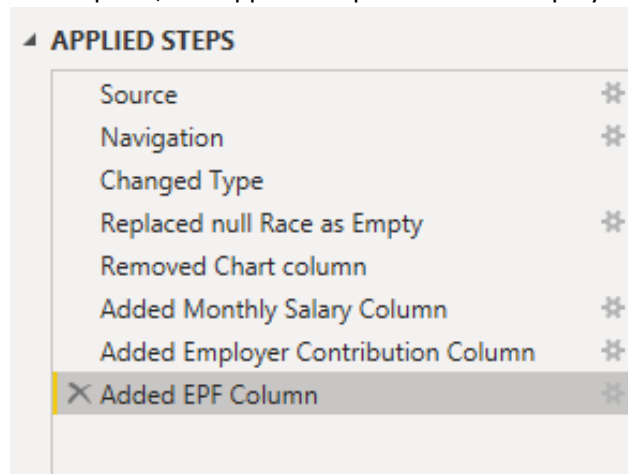 APPLIED STEPS
Source
Navigation
Changed Type
Replaced null Race as Empty
Removed Chart column
Added Monthly Salary Column
Added Employer Contribution Column
Added EPF Column